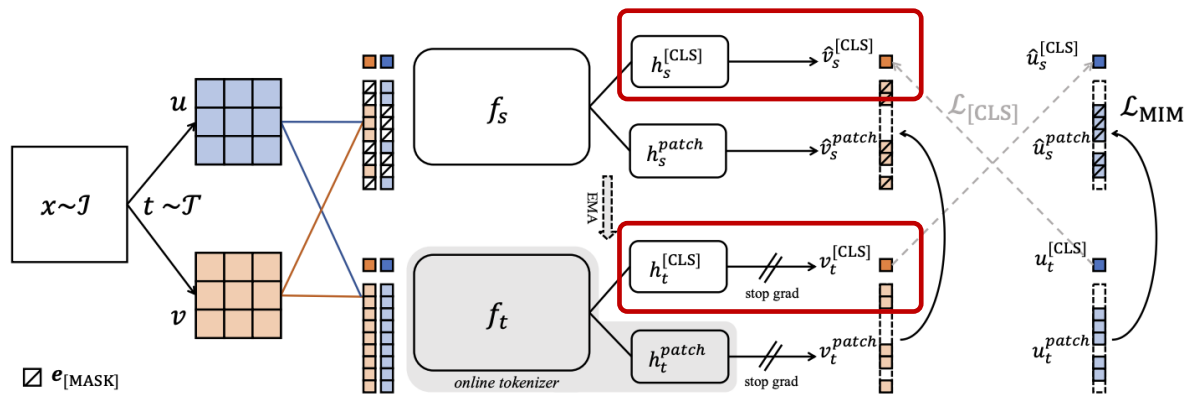 x~ℐ
t ~𝒯
u
v
e[MASK]
f_s
h_s^[CLS]
v̂_s^[CLS]
û_s^[CLS]
ℒ[CLS]
ℒMIM
h_s^patch
v̂_s^patch
û_s^patch
EMA
f_t
online tokenizer
h_t^[CLS]
stop grad
v_t^[CLS]
u_t^[CLS]
h_t^patch
stop grad
v_t^patch
u_t^patch